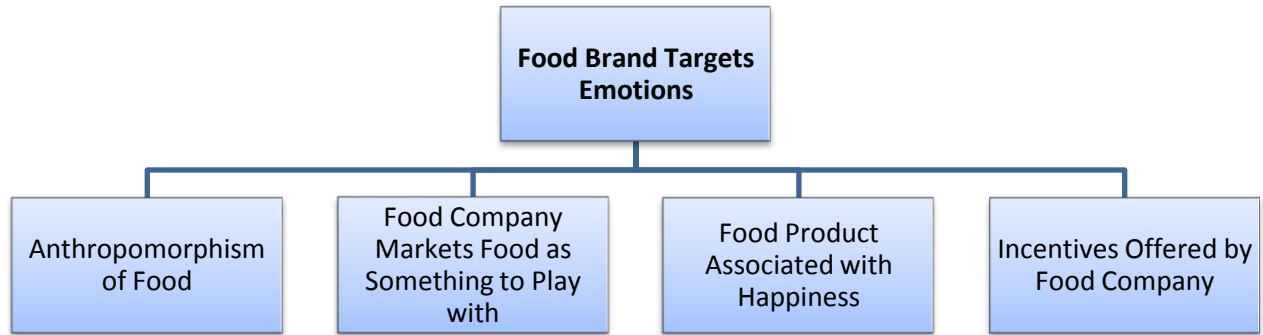 Food Brand Targets
Emotions
Anthropomorphism
of Food
Food Company
Markets Food as
Something to Play
with
Food Product
Associated with
Happiness
Incentives Offered by
Food Company